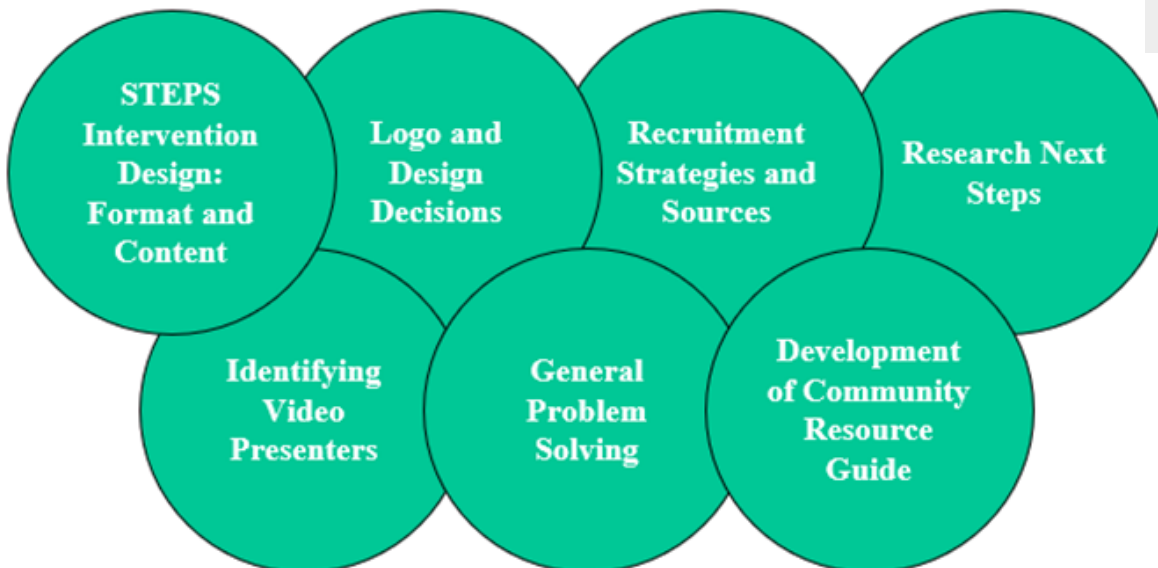 STEPS
Intervention
Design:
Format and
Content
Logo and
Design
Decisions
Recruitment
Strategies and
Sources
Research Next
Steps
Identifying
Video
Presenters
General
Problem
Solving
Development
of Community
Resource
Guide